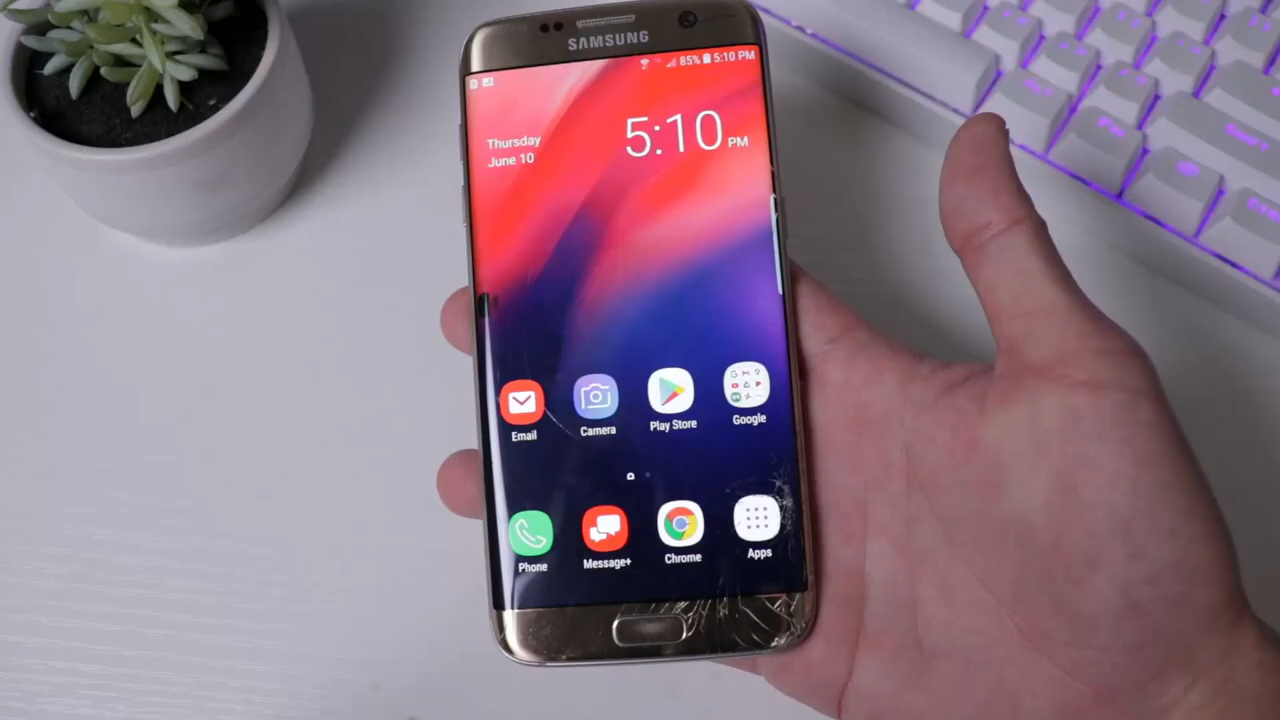 SAMSUNG
85% 5:10 PM
Thursday
June 10
5:10 PM
Email
Camera
Play Store
Google
Phone
Message+
Chrome
Apps